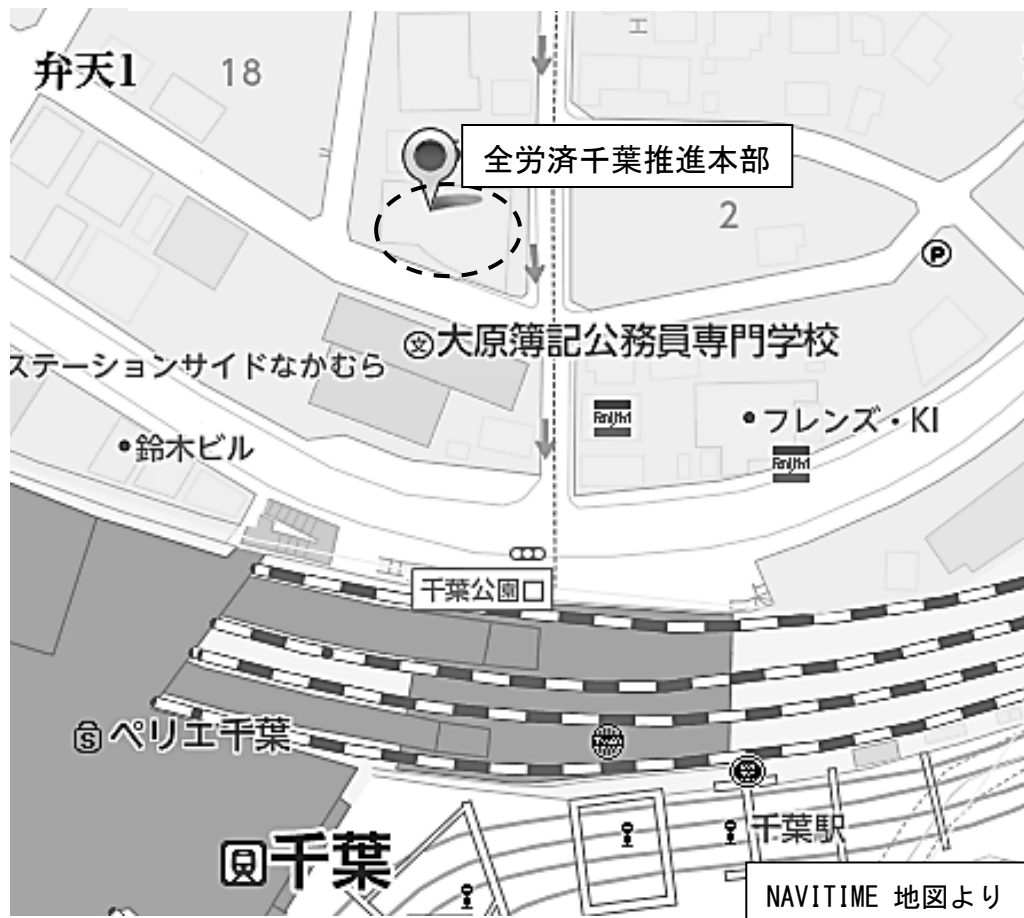 弁天1
18
全労済千葉推進本部
2
P
文大原簿記公務員専門学校
ステーションサイドなかむら
フレンズ・KI
鈴木ビル
千葉公園口
S ペリエ千葉
千葉駅
千葉
NAVITIME 地図より